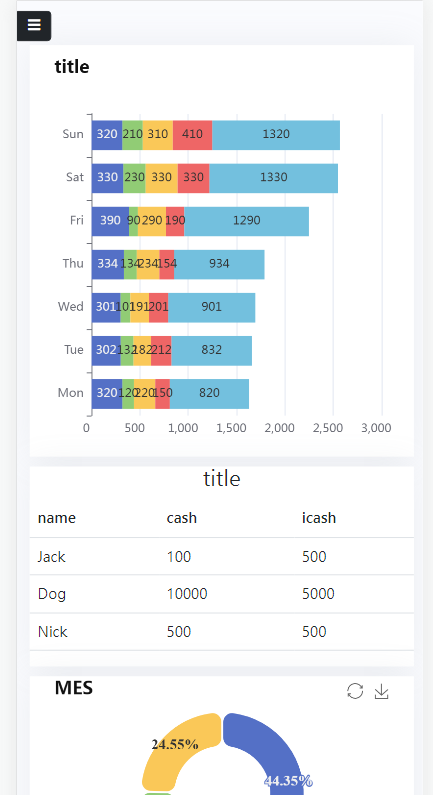 title
Sun 320 210 310 410 1320
Sat 330 230 330 330 1330
Fri 390 90 290 190 1290
Thu 334 134 234 154 934
Wed 301 101 191 201 901
Tue 302 132 182 212 832
Mon 320 120 220 150 820
0 500 1,000 1,500 2,000 2,500 3,000
title
name cash icash
Jack 100 500
Dog 10000 5000
Nick 500 500
MES
24.55%
44.35%